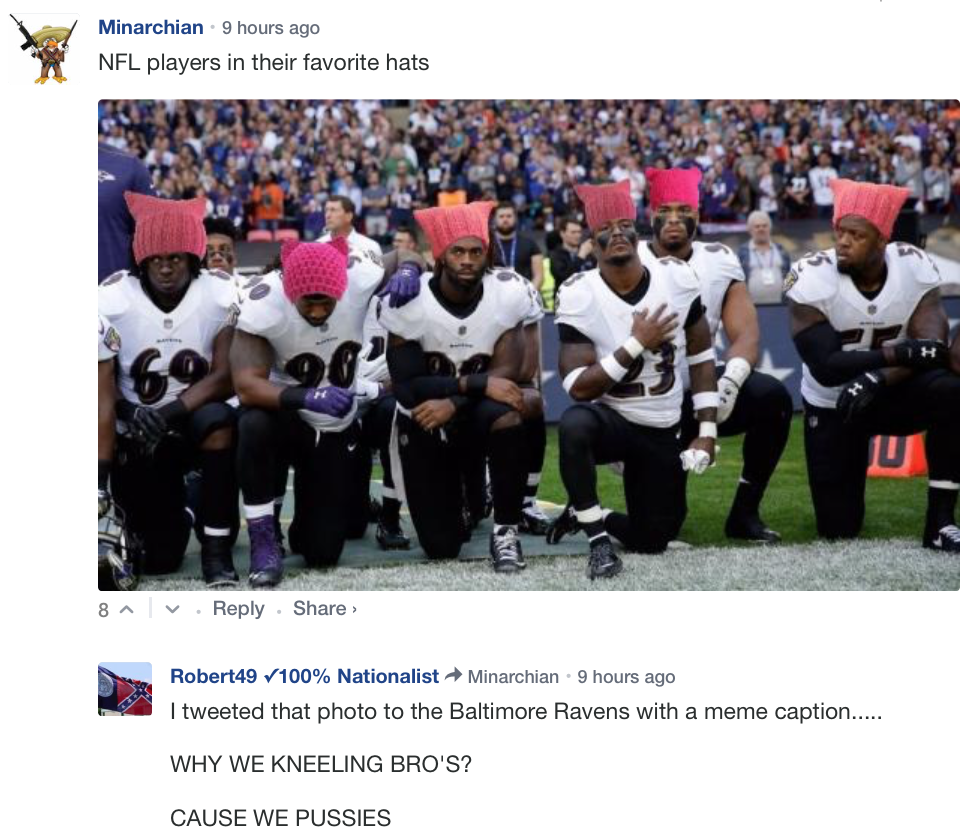 Minarchian · 9 hours ago
NFL players in their favorite hats
69
90
23
55
8 · Reply · Share ›
Robert49 ✓100% Nationalist Minarchian · 9 hours ago
I tweeted that photo to the Baltimore Ravens with a meme caption.....
WHY WE KNEELING BRO'S?
CAUSE WE PUSSIES